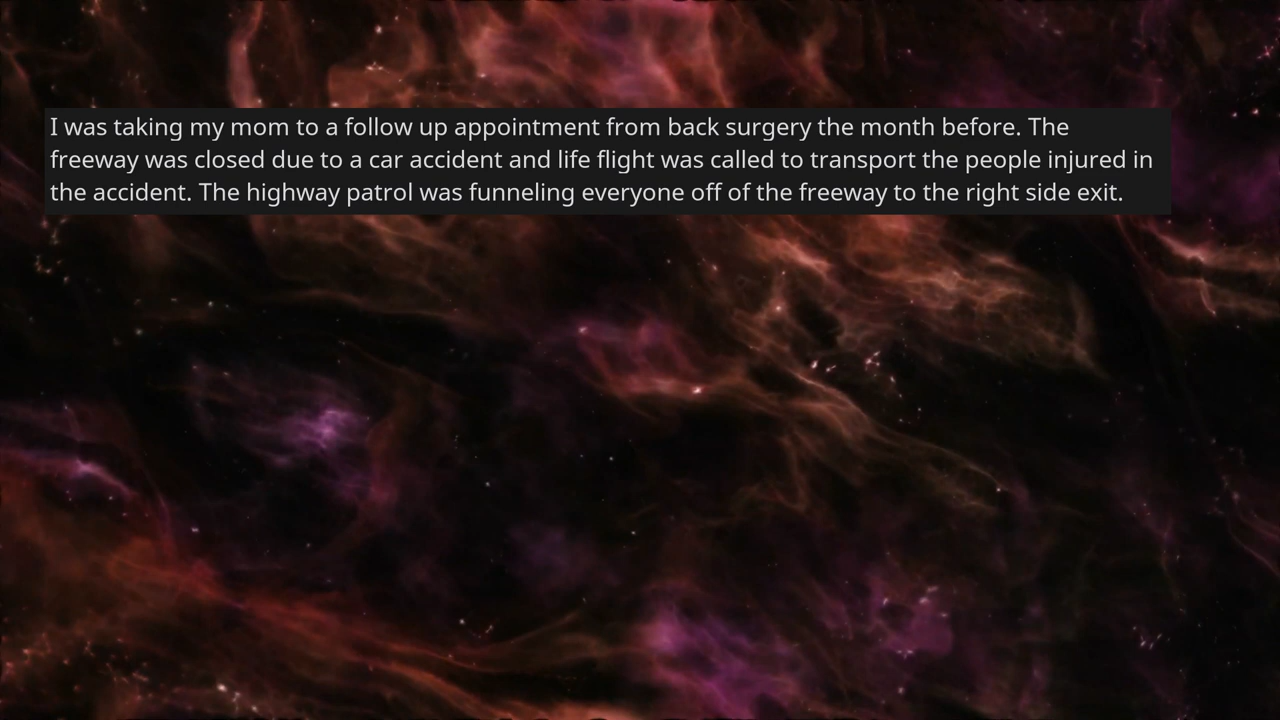 I was taking my mom to a follow up appointment from back surgery the month before. The
freeway was closed due to a car accident and life flight was called to transport the people injured in
the accident. The highway patrol was funneling everyone off of the freeway to the right side exit.